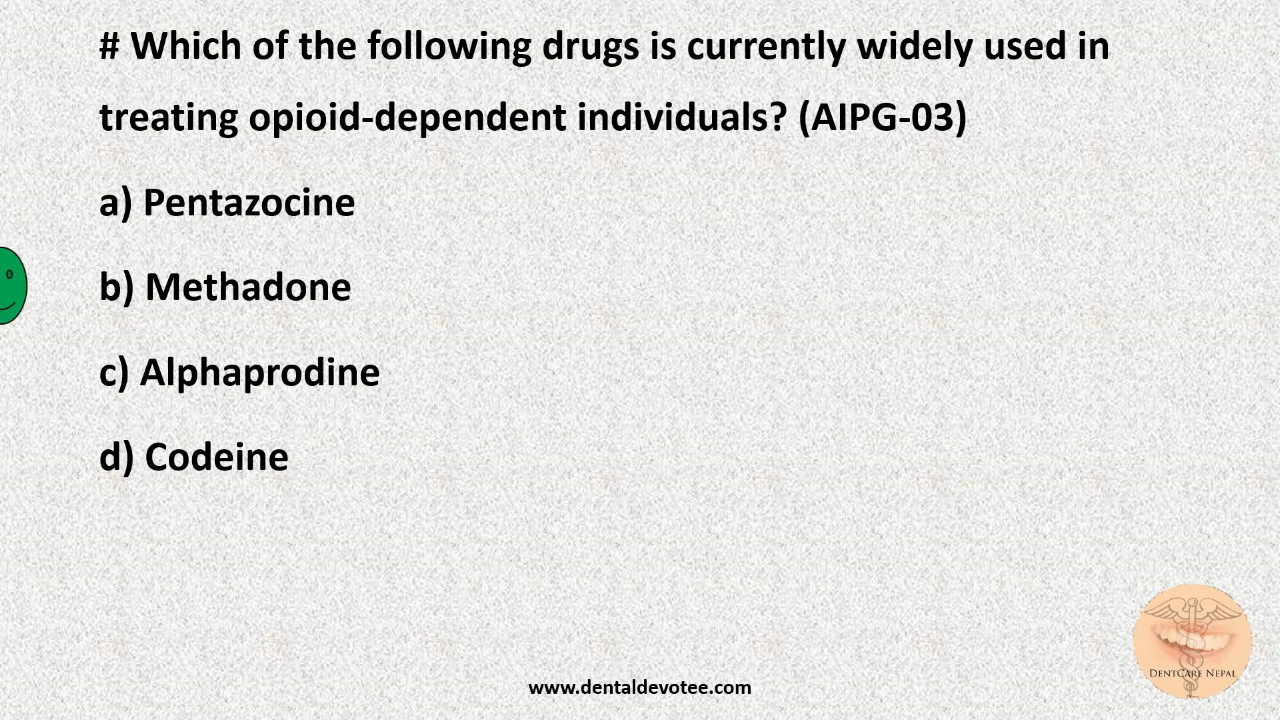 # Which of the following drugs is currently widely used in
treating opioid-dependent individuals? (AIPG-03)
a) Pentazocine
b) Methadone
c) Alphaprodine
d) Codeine
DENTCARE NEPAL
www.dentaldevotee.com